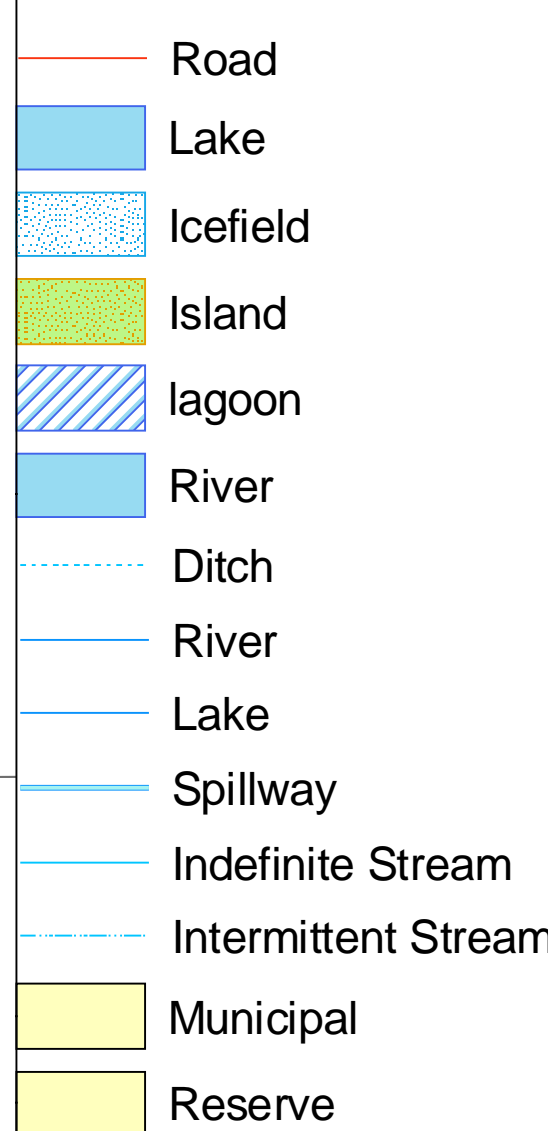 Road
Lake
Icefield
Island
lagoon
River
Ditch
River
Lake
Spillway
Indefinite Stream
Intermittent Stream
Municipal
Reserve